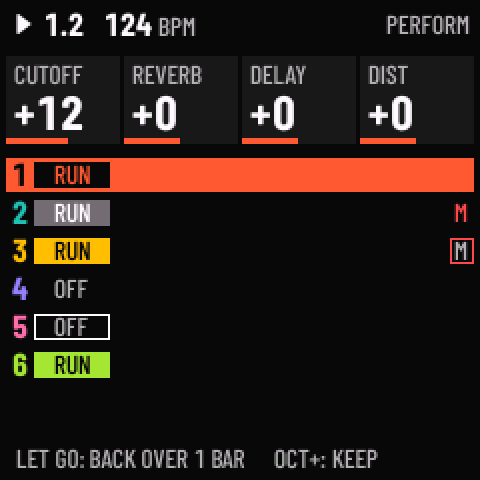 1.2 124 BPM PERFORM
CUTOFF REVERB DELAY DIST
+12 +0 +0 +0
1 RUN
2 RUN M
3 RUN M
4 OFF
5 OFF
6 RUN
LET GO: BACK OVER 1 BAR OCT+: KEEP